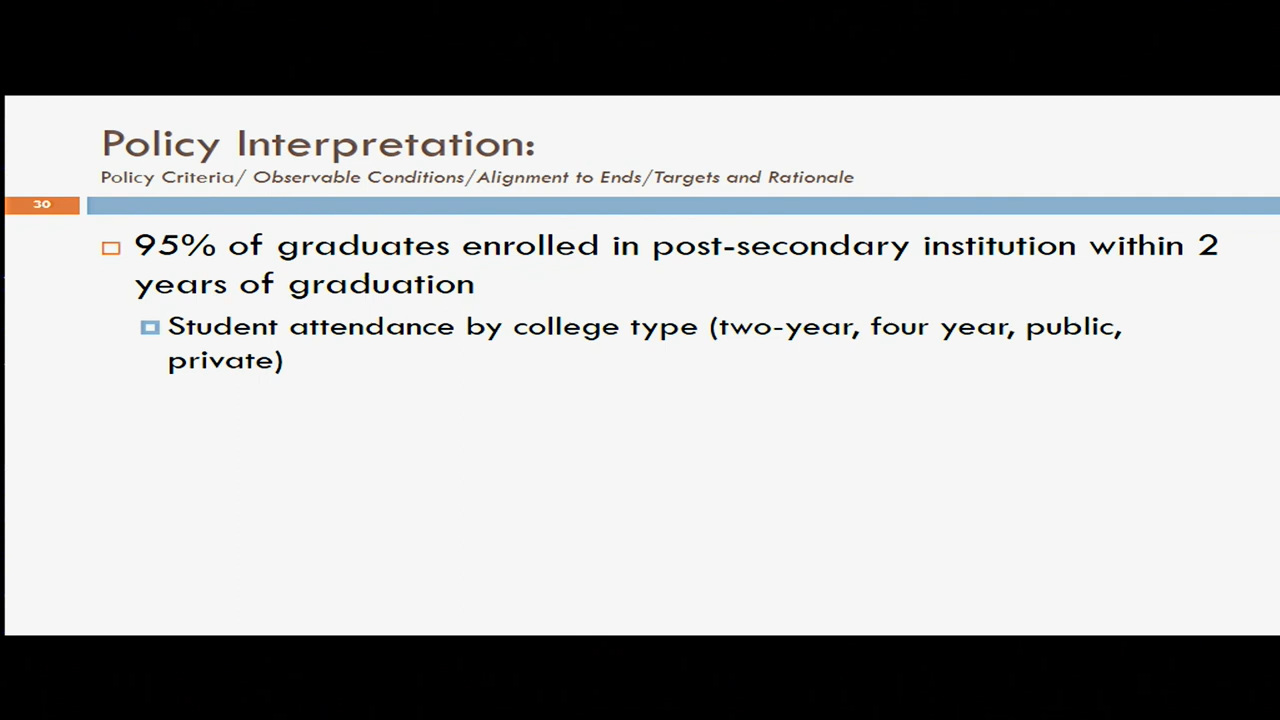 Policy Interpretation:
Policy Criteria/ Observable Conditions/Alignment to Ends/Targets and Rationale
30
95% of graduates enrolled in post-secondary institution within 2
years of graduation
Student attendance by college type (two-year, four year, public,
private)